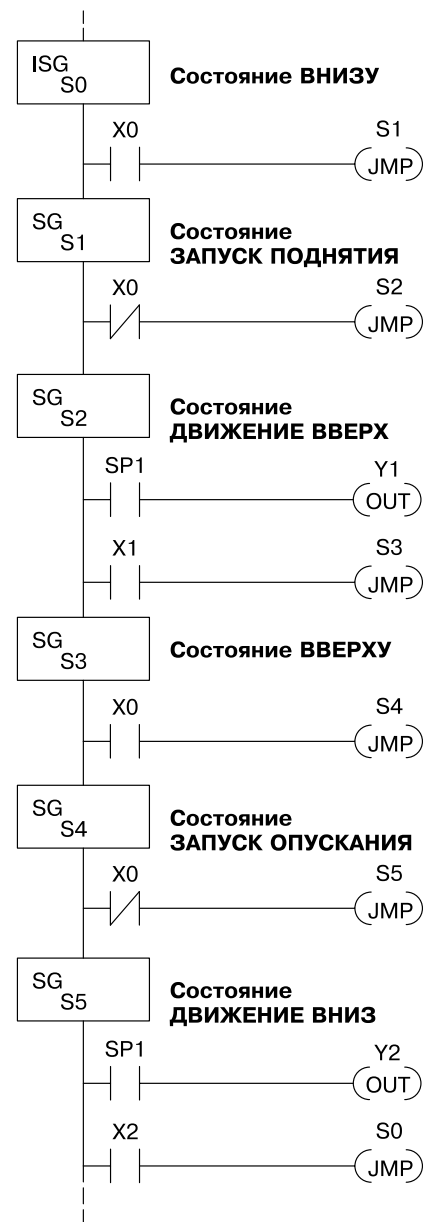 ISG
S0
Состояние ВНИЗУ
X0
S1
JMP
SG
S1
Состояние
ЗАПУСК ПОДНЯТИЯ
X0
S2
JMP
SG
S2
Состояние
ДВИЖЕНИЕ ВВЕРХ
SP1
Y1
OUT
X1
S3
JMP
SG
S3
Состояние ВВЕРХУ
X0
S4
JMP
SG
S4
Состояние
ЗАПУСК ОПУСКАНИЯ
X0
S5
JMP
SG
S5
Состояние
ДВИЖЕНИЕ ВНИЗ
SP1
Y2
OUT
X2
S0
JMP